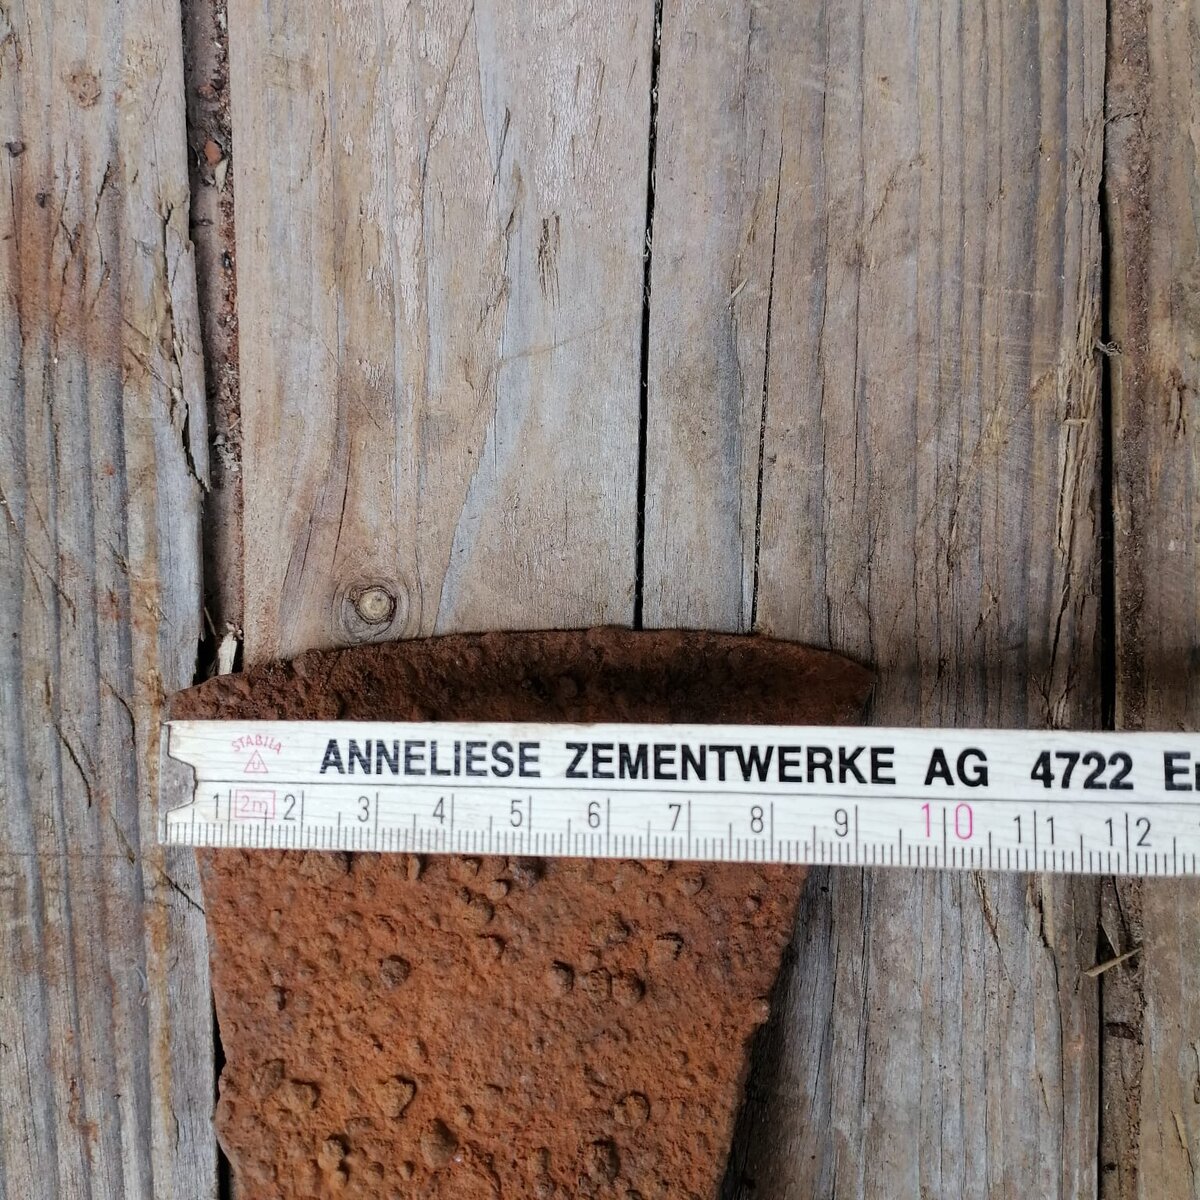 STABILA
ANNELIESE ZEMENTWERKE AG 4722
1 2m 2 3 4 5 6 7 8 9 10 11 12